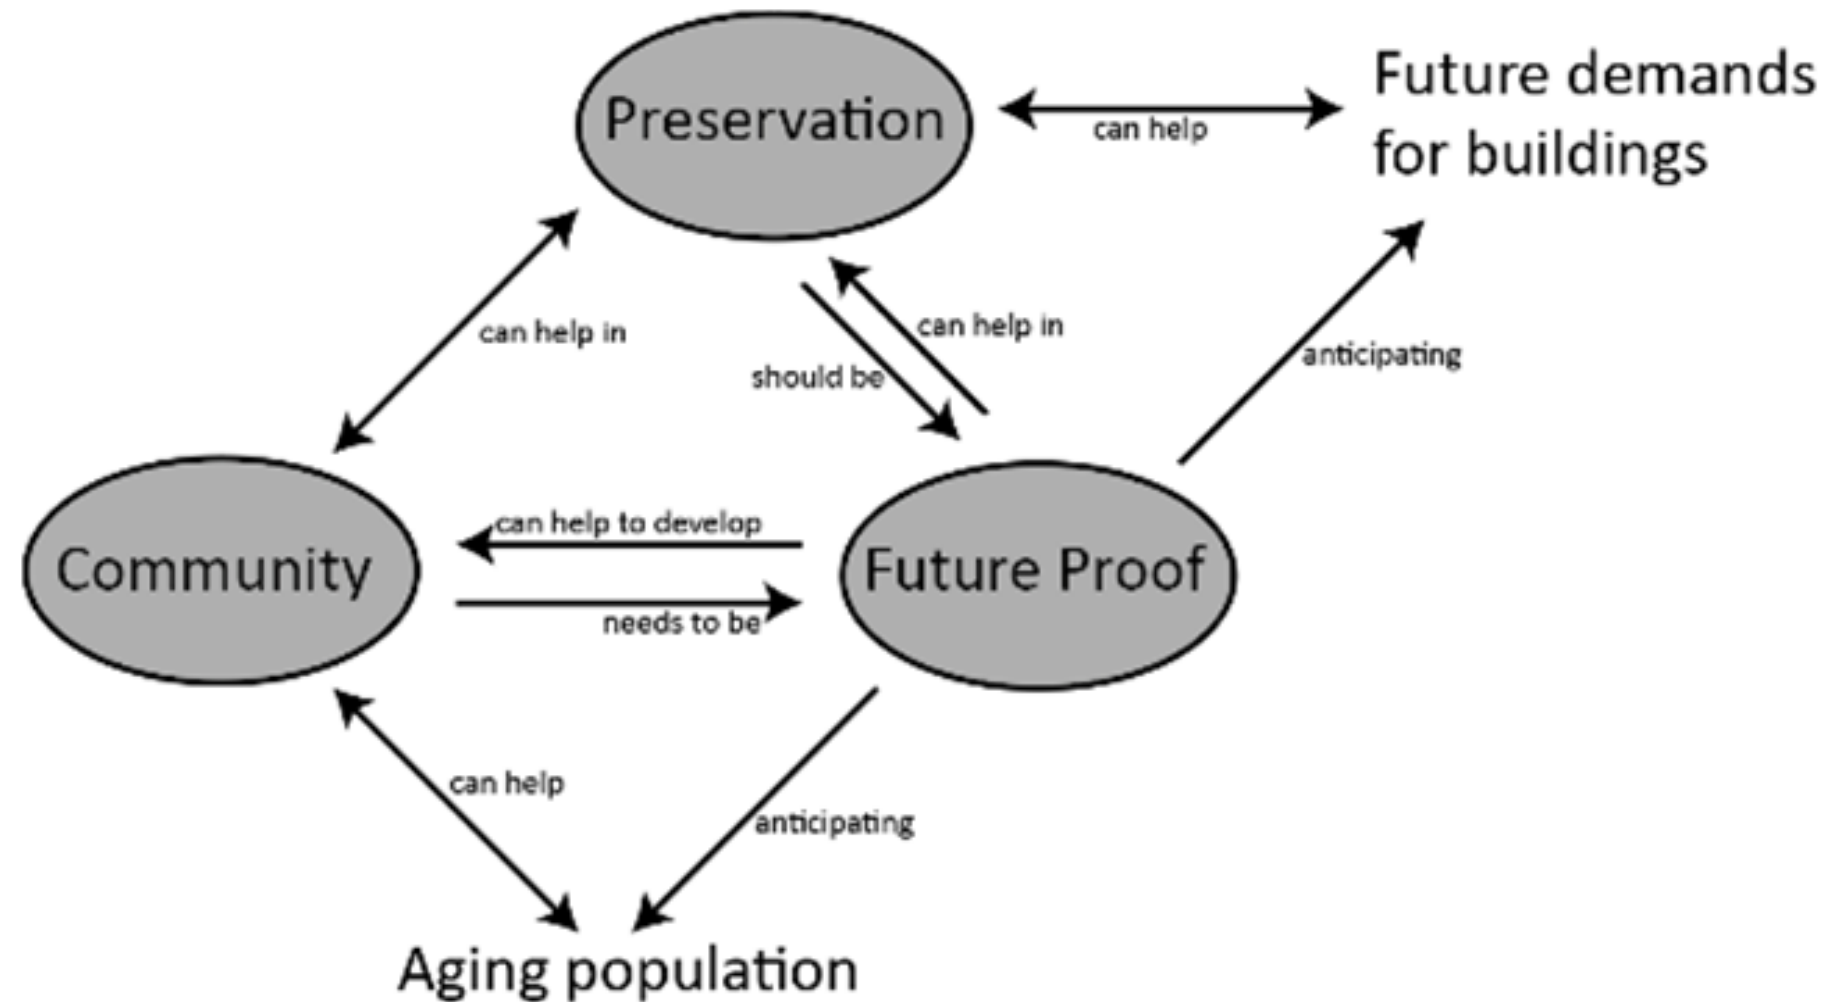 Preservation
Future demands
for buildings
can help
can help in
can help in
should be
anticipating
can help to develop
Community
Future Proof
needs to be
can help
anticipating
Aging population